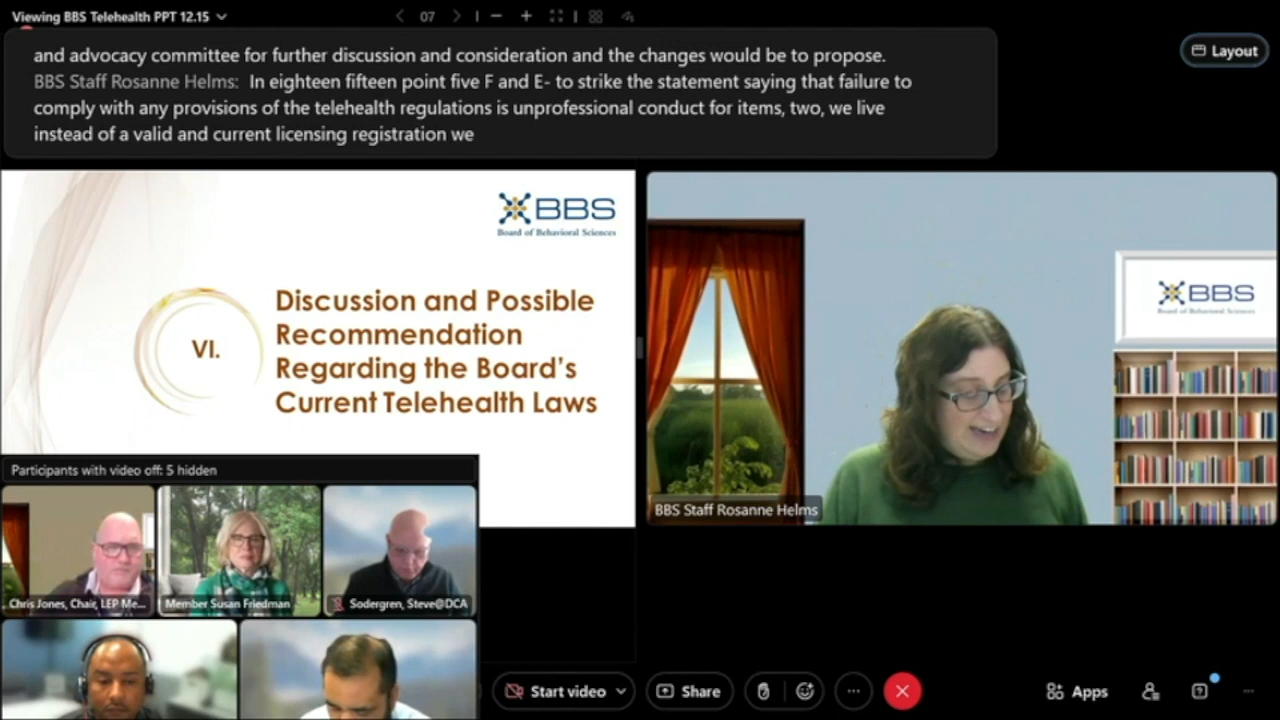 Viewing BBS Telehealth PPT 12.15
07
and advocacy committee for further discussion and consideration and the changes would be to propose.
BBS Staff Rosanne Helms: In eighteen fifteen point five F and E- to strike the statement saying that failure to
comply with any provisions of the telehealth regulations is unprofessional conduct for items, two, we live
instead of a valid and current licensing registration we
Layout
BBS
Board of Behavioral Sciences
VI.
Discussion and Possible
Recommendation
Regarding the Board's
Current Telehealth Laws
BBS
Board of Behavioral Sciences
BBS Staff Rosanne Helms
Participants with video off: 5 hidden
Chris Jones, Chair, LEP Me...
Member Susan Friedman
Sodergren, Steve@DCA
Start video
Share
Apps